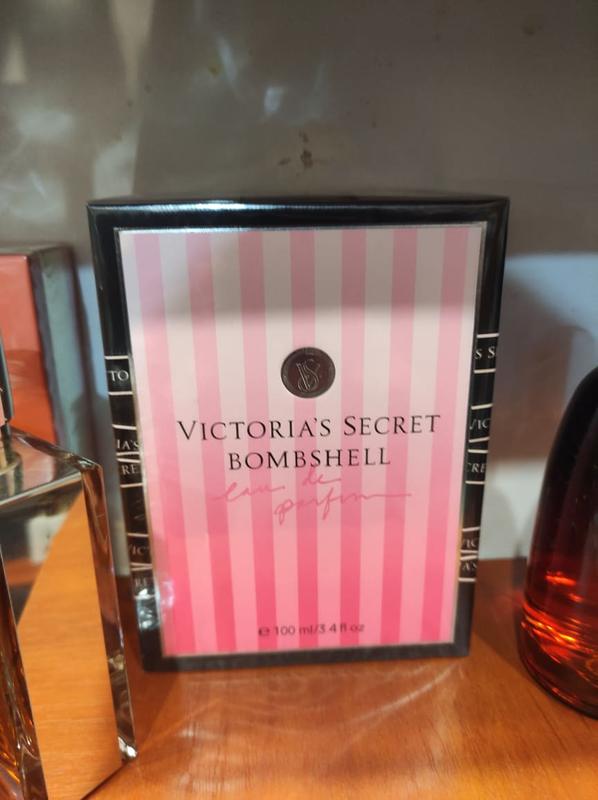 VICTORIA'S SECRET
BOMBSHELL
eau de
parfum
e 100 ml/3.4 fl oz